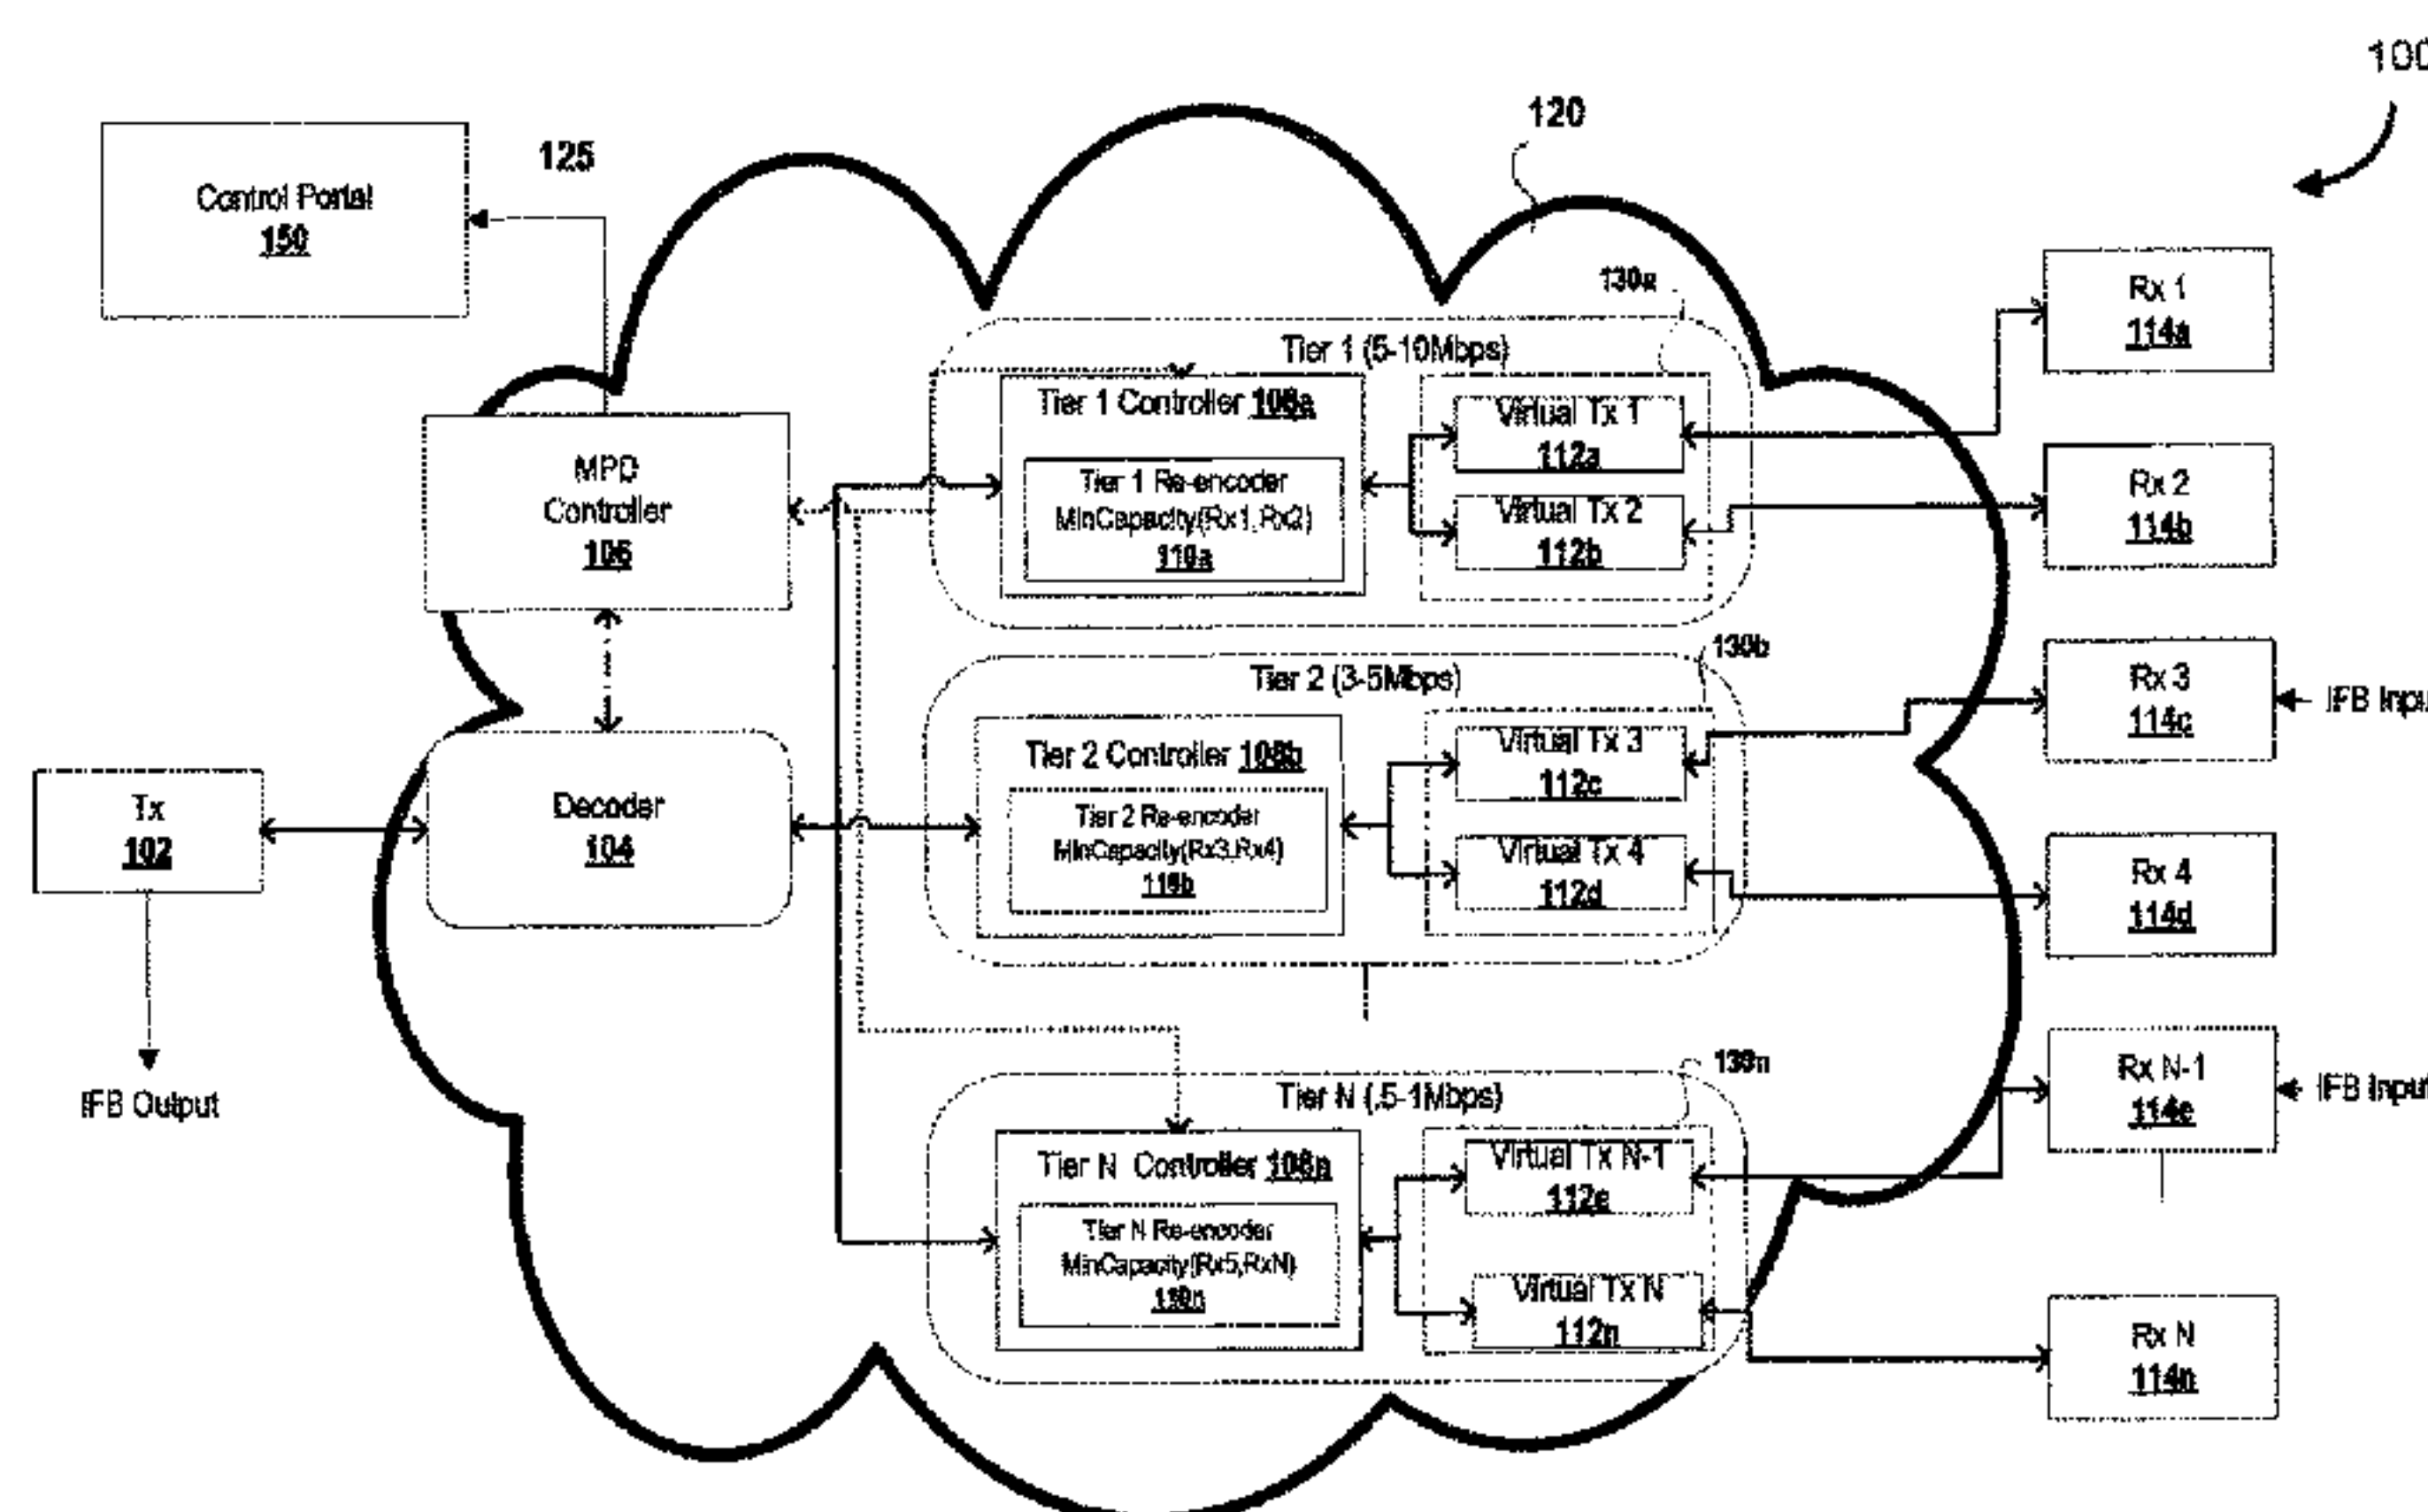 100
120
125
Control Portal
150
130a
Rx 1
114a
Tier 1 (5-10Mbps)
Tier 1 Controller 108a
Virtual Tx 1
112a
MPD
Controller
106
Tier 1 Re-encoder
MinCapacity(Rx1,Rx2)
110a
Virtual Tx 2
112b
Rx 2
114b
130b
Tier 2 (3-5Mbps)
Rx 3
114c
IFB Inpu
Tier 2 Controller 108b
Virtual Tx 3
112c
Tx
102
Decoder
104
Tier 2 Re-encoder
MinCapacity(Rx3,Rx4)
110b
Virtual Tx 4
112d
Rx 4
114d
130n
IFB Output
Tier N (.5-1Mbps)
Rx N-1
114e
IFB Input
Tier N Controller 108n
Virtual Tx N-1
112e
Tier N Re-encoder
MinCapacity(Rx5,RxN)
110n
Virtual Tx N
112n
Rx N
114n